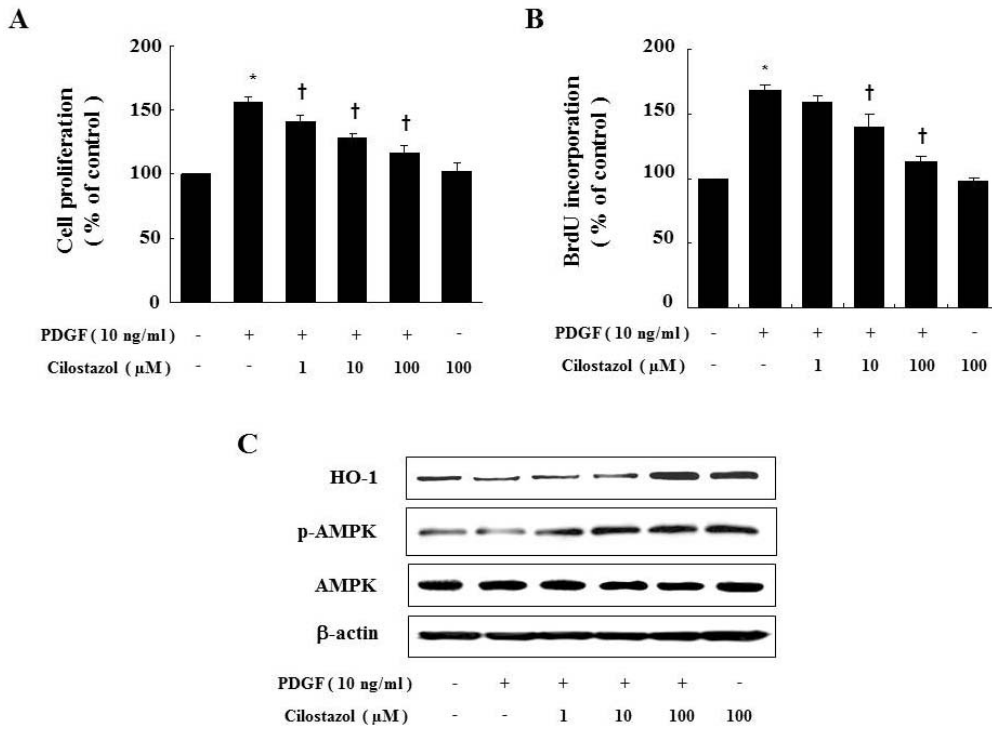 A
Cell proliferation
( % of control )
200
150
100
50
0
*
†
†
†
PDGF ( 10 ng/ml ) - + + + + -
Cilostazol ( µM ) - - 1 10 100 100
B
BrdU incorporation
( % of control )
200
150
100
50
0
*
†
†
PDGF ( 10 ng/ml ) - + + + + -
Cilostazol ( µM ) - - 1 10 100 100
C
HO-1
p-AMPK
AMPK
β-actin
PDGF ( 10 ng/ml ) - + + + + -
Cilostazol ( µM ) - - 1 10 100 100